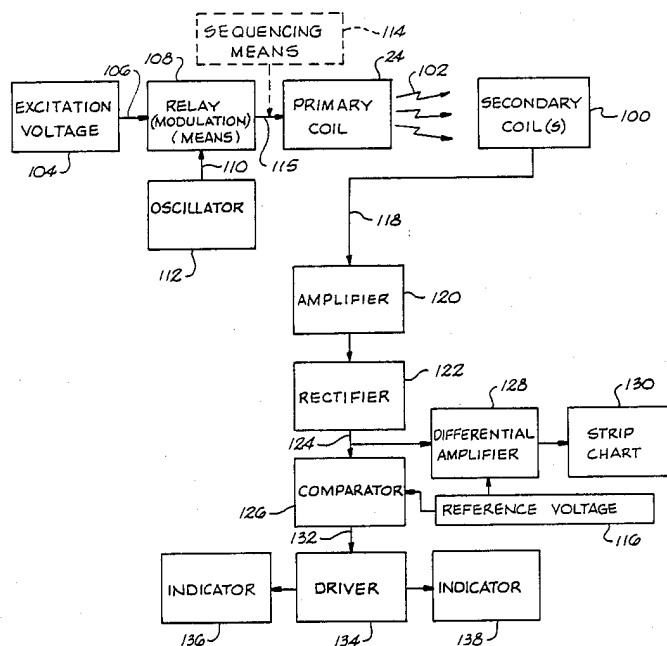 SEQUENCING
MEANS
114
108
24
102
106
EXCITATION
VOLTAGE
RELAY
(MODULATION)
(MEANS)
PRIMARY
COIL
SECONDARY
COIL(S)
100
104
110
115
OSCILLATOR
112
118
AMPLIFIER
120
RECTIFIER
122
128
130
124
DIFFERENTIAL
AMPLIFIER
STRIP
CHART
COMPARATOR
126
REFERENCE VOLTAGE
116
132
INDICATOR
DRIVER
INDICATOR
136
134
138